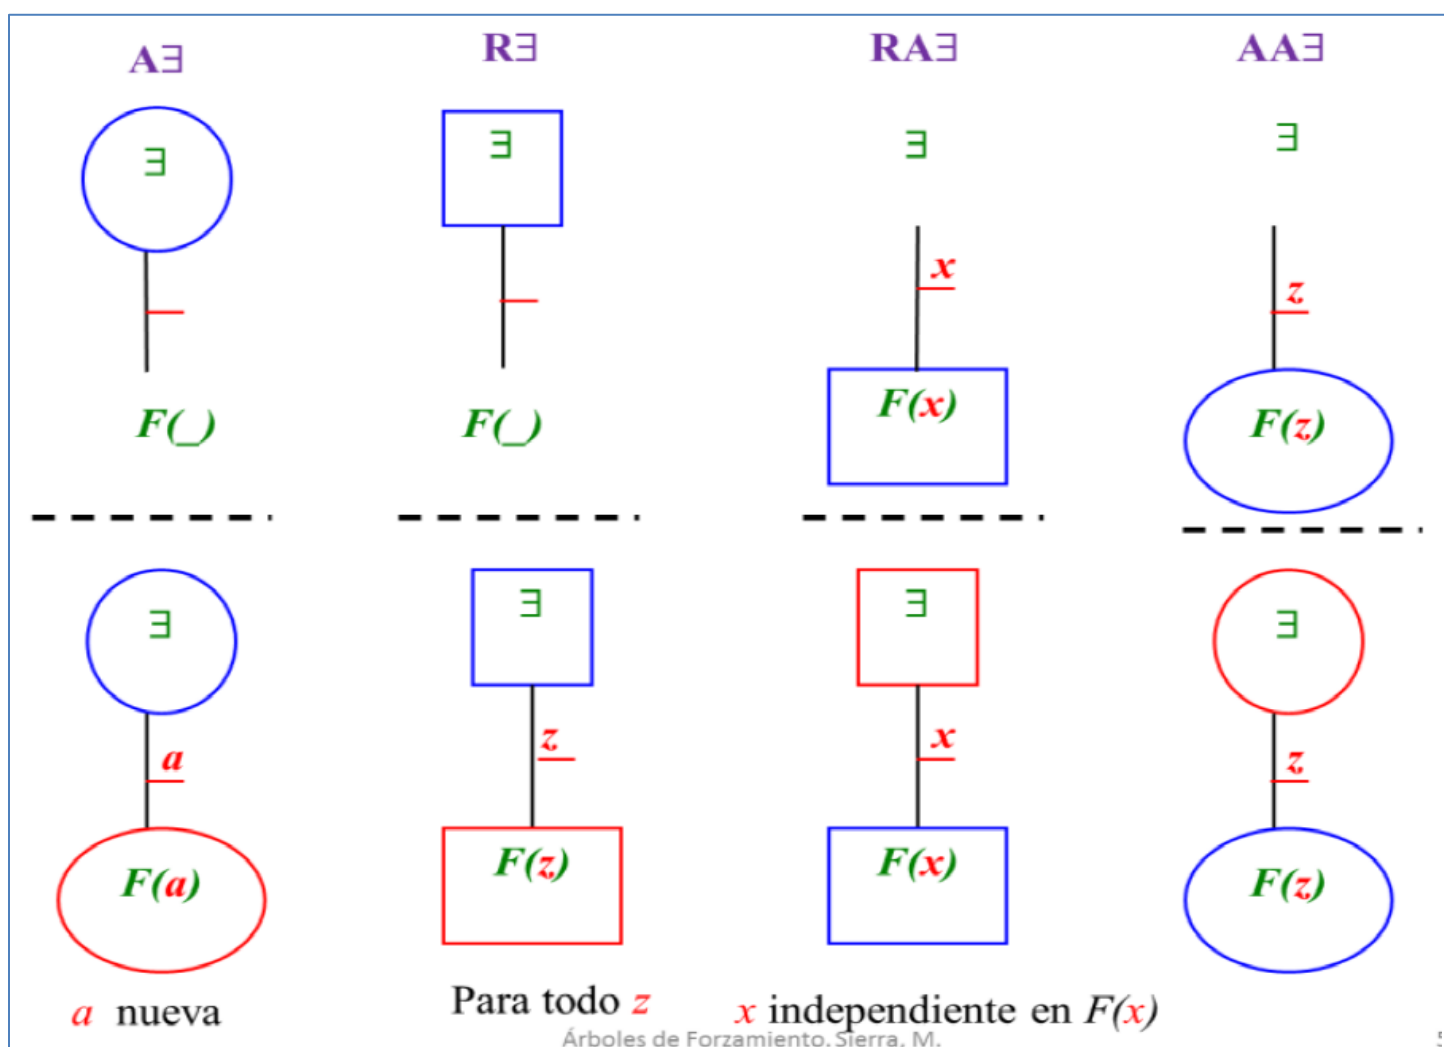 A∃ R∃ RA∃ AA∃
∃ ∃ ∃ ∃
x z
F(_) F(_) F(x) F(z)
∃ ∃ ∃ ∃
a z x z
F(a) F(z) F(x) F(z)
a nueva Para todo z x independiente en F(x)
Árboles de Forzamiento. Sierra, M.